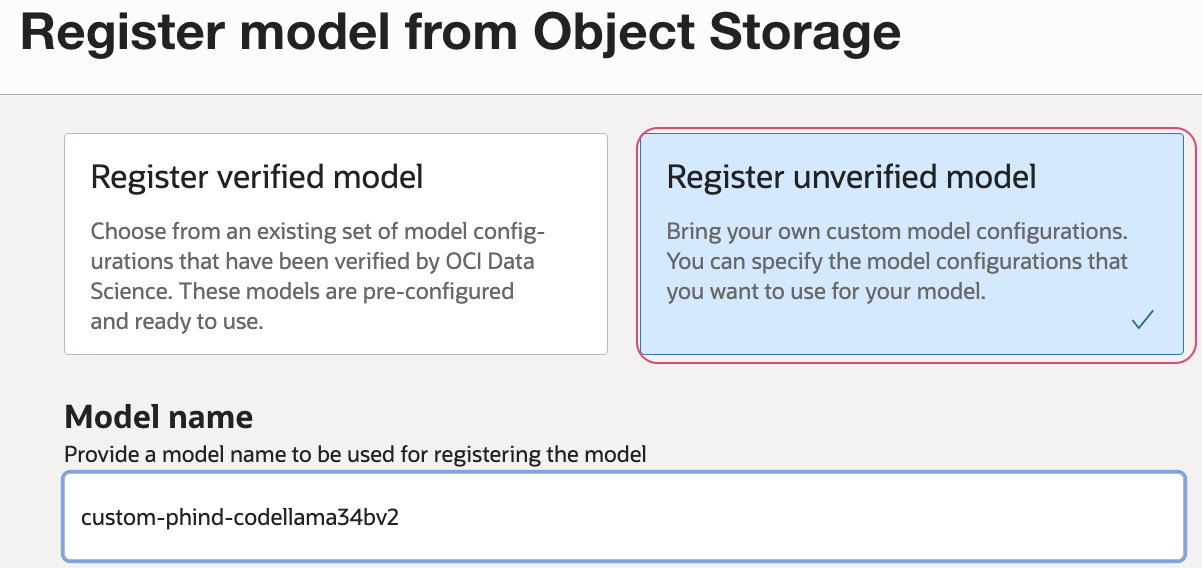 Register model from Object Storage
Register verified model
Choose from an existing set of model config-
urations that have been verified by OCI Data
Science. These models are pre-configured
and ready to use.
Register unverified model
Bring your own custom model configurations.
You can specify the model configurations that
you want to use for your model.
Model name
Provide a model name to be used for registering the model
custom-phind-codellama34bv2